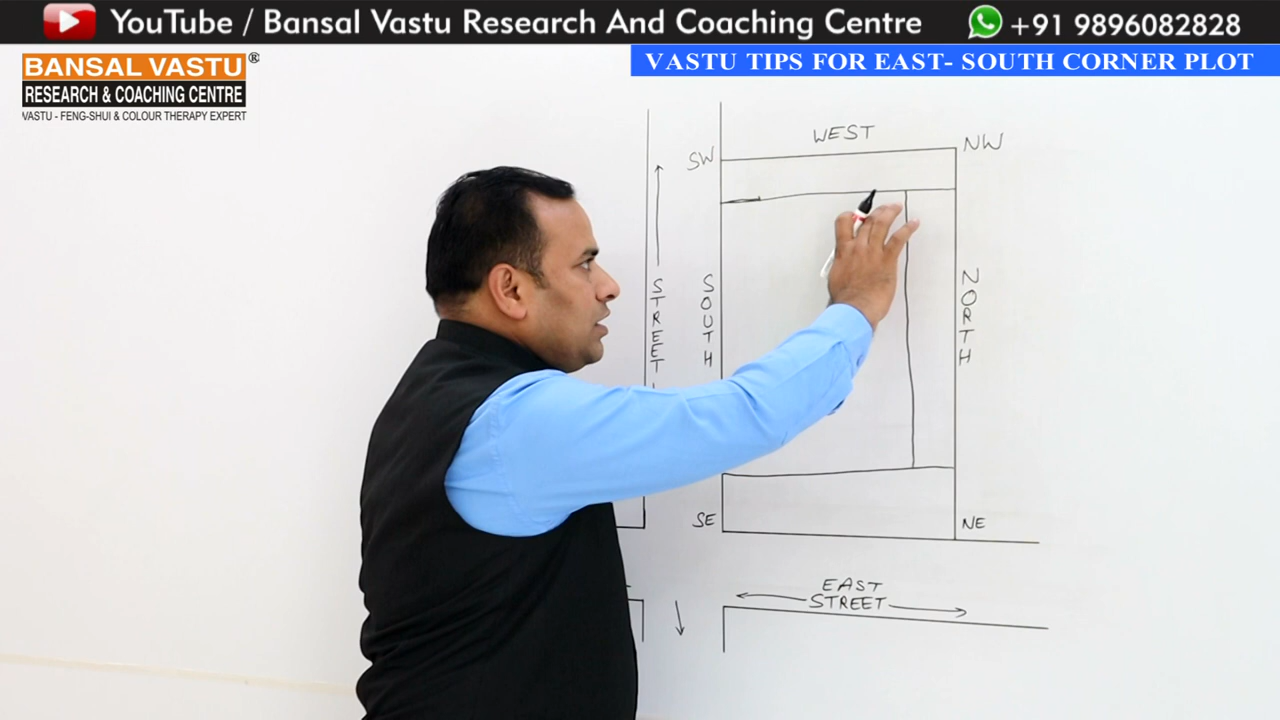 YouTube / Bansal Vastu Research And Coaching Centre
+91 9896082828
BANSAL VASTU®
RESEARCH & COACHING CENTRE
VASTU - FENG-SHUI & COLOUR THERAPY EXPERT
VASTU TIPS FOR EAST- SOUTH CORNER PLOT
WEST
SW
NW
STREET
SOUTH
NORTH
SE
NE
EAST
STREET